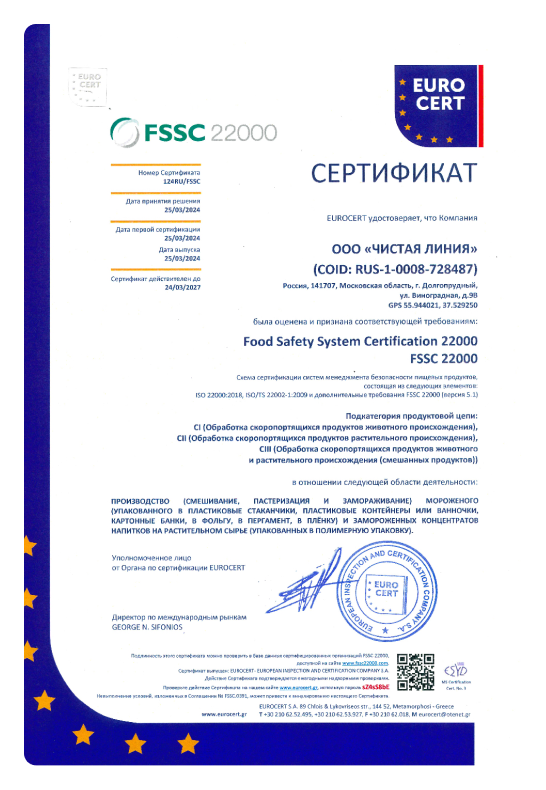 EURO
CERT
EURO
CERT
FSSC 22000
СЕРТИФИКАТ
Номер Сертификата
124RU/FSSC
Дата принятия решения
25/03/2024
Дата первой сертификации
25/03/2024
Дата выпуска
25/03/2024
Сертификат действителен до
24/03/2027
EUROCERT удостоверяет, что Компания
ООО «ЧИСТАЯ ЛИНИЯ»
(COID: RUS-1-0008-728487)
Россия, 141707, Московская область, г. Долгопрудный,
ул. Виноградная, д.9В
GPS 55.944021, 37.529250
была оценена и признана соответствующей требованиям:
Food Safety System Certification 22000
FSSC 22000
Схема сертификации систем менеджмента безопасности пищевых продуктов,
состоящая из следующих элементов:
ISO 22000:2018, ISO/TS 22002-1:2009 и дополнительные требования FSSC 22000 (версия 5.1)
Подкатегория продуктовой цепи:
CI (Обработка скоропортящихся продуктов животного происхождения),
CII (Обработка скоропортящихся продуктов растительного происхождения),
CIII (Обработка скоропортящихся продуктов животного
и растительного происхождения (смешанных продуктов))
в отношении следующей области деятельности:
ПРОИЗВОДСТВО (СМЕШИВАНИЕ, ПАСТЕРИЗАЦИЯ И ЗАМОРАЖИВАНИЕ) МОРОЖЕНОГО
(УПАКОВАННОГО В ПЛАСТИКОВЫЕ СТАКАНЧИКИ, ПЛАСТИКОВЫЕ КОНТЕЙНЕРЫ ИЛИ ВАННОЧКИ,
КАРТОННЫЕ БАНКИ, В ФОЛЬГУ, В ПЕРГАМЕНТ, В ПЛЁНКУ) И ЗАМОРОЖЕННЫХ КОНЦЕНТРАТОВ
НАПИТКОВ НА РАСТИТЕЛЬНОМ СЫРЬЕ (УПАКОВАННЫХ В ПОЛИМЕРНУЮ УПАКОВКУ).
Уполномоченное лицо
от Органа по сертификации EUROCERT
EUROPEAN INSPECTION AND CERTIFICATION COMPANY S.A.
EURO
CERT
Директор по международным рынкам
GEORGE N. SIFONIOS
Подлинность этого сертификата можно проверить в базе данных сертифицированных организаций FSSC 22000,
доступной на сайте www.fssc22000.com
Сертификат выпущен: EUROCERT- EUROPEAN INSPECTION AND CERTIFICATION COMPANY S.A.
Действие Сертификата подтверждается ежегодными надзорными проверками.
Проверьте действие Сертификата на нашем сайте www.eurocert.gr, используя пароль sZ4sS8bE
Невыполнение условий, изложенных в Соглашении № FSSC.0391, может привести к аннулированию настоящего Сертификата.
ESYD
MS Certification
Cert. No. 3
EUROCERT S.A. 89 Chlois & Lykovriseos str., 144 52, Metamorphosi - Greece
www.eurocert.gr T +30 210 62.52.495, +30 210 62.53.927, F +30 210 62.018, M eurocert@otenet.gr